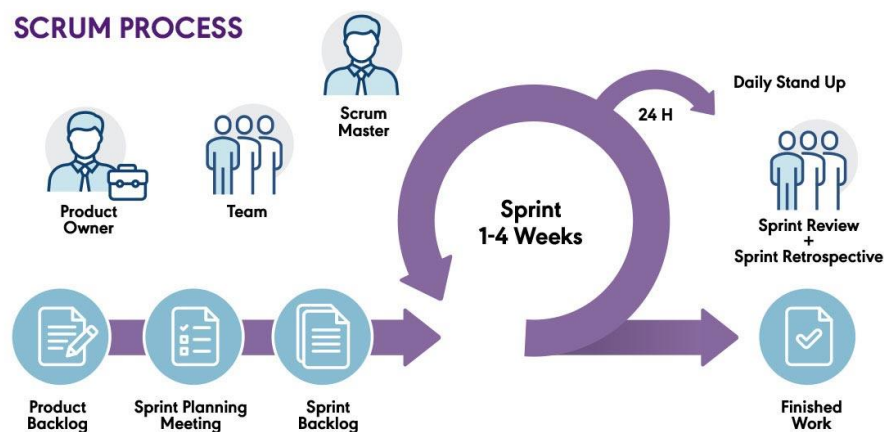 SCRUM PROCESS
Scrum
Master
Product
Owner
Team
Daily Stand Up
24 H
Sprint
1-4 Weeks
Sprint Review
+
Sprint Retrospective
Product
Backlog
Sprint Planning
Meeting
Sprint
Backlog
Finished
Work